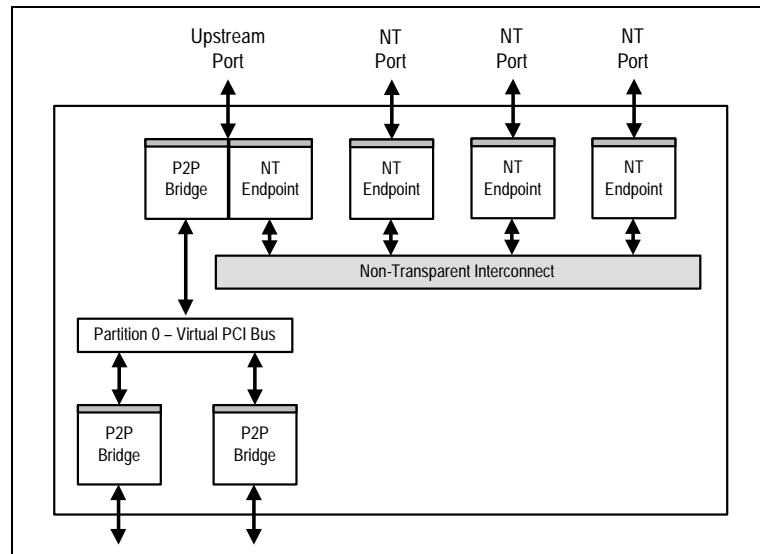 Upstream
Port
NT
Port
NT
Port
NT
Port
P2P
Bridge
NT
Endpoint
NT
Endpoint
NT
Endpoint
NT
Endpoint
Non-Transparent Interconnect
Partition 0 – Virtual PCI Bus
P2P
Bridge
P2P
Bridge